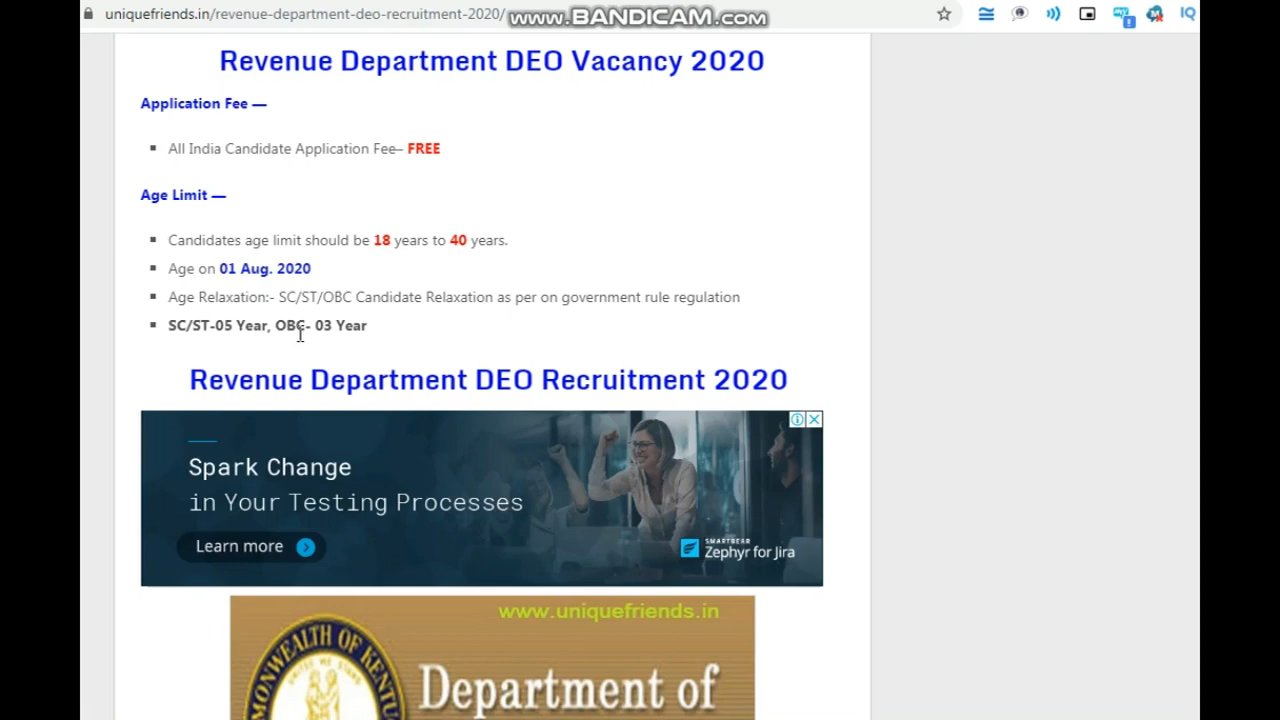 uniquefriends.in/revenue-department-deo-recruitment-2020/
www.BANDICAM.com
IQ
Revenue Department DEO Vacancy 2020
Application Fee —
All India Candidate Application Fee– FREE
Age Limit —
Candidates age limit should be 18 years to 40 years.
Age on 01 Aug. 2020
Age Relaxation:- SC/ST/OBC Candidate Relaxation as per on government rule regulation
SC/ST-05 Year, OBC- 03 Year
Revenue Department DEO Recruitment 2020
Spark Change
in Your Testing Processes
Learn more
SMARTBEAR
Zephyr for Jira
www.uniquefriends.in
OF
Department of